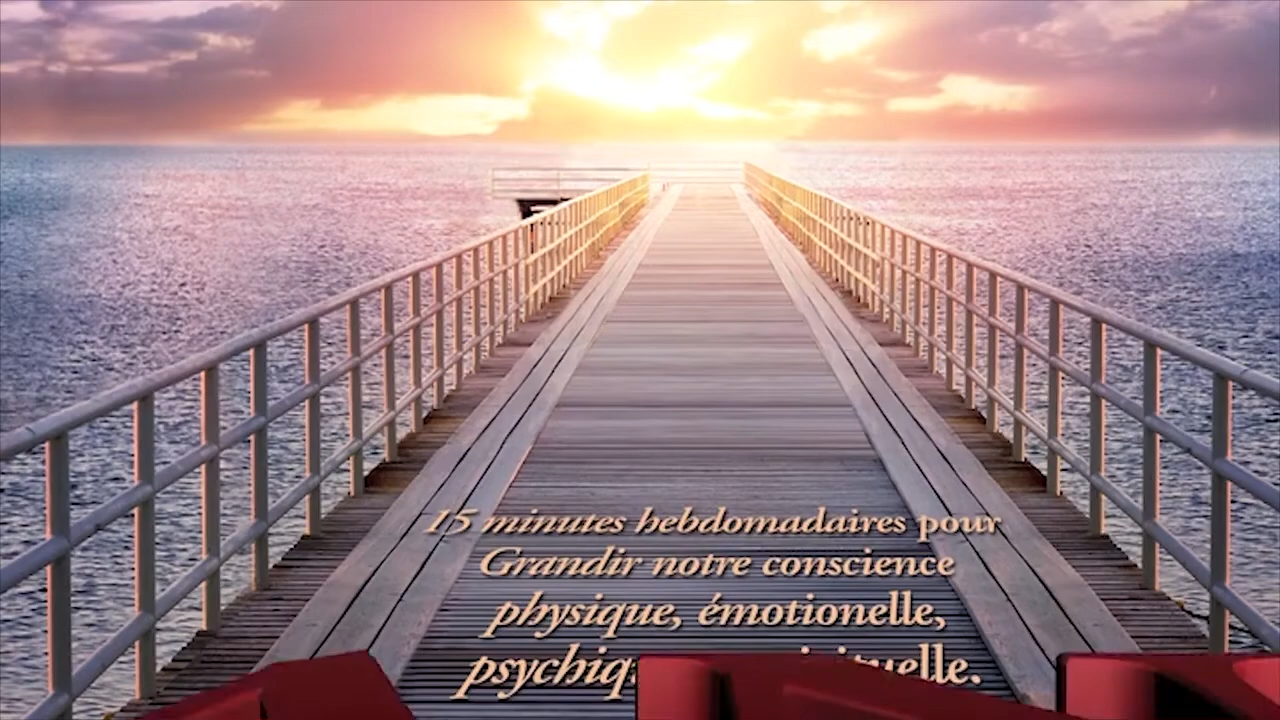 15 minutes hebdomadaires pour
Grandir notre conscience
physique, émotionelle,